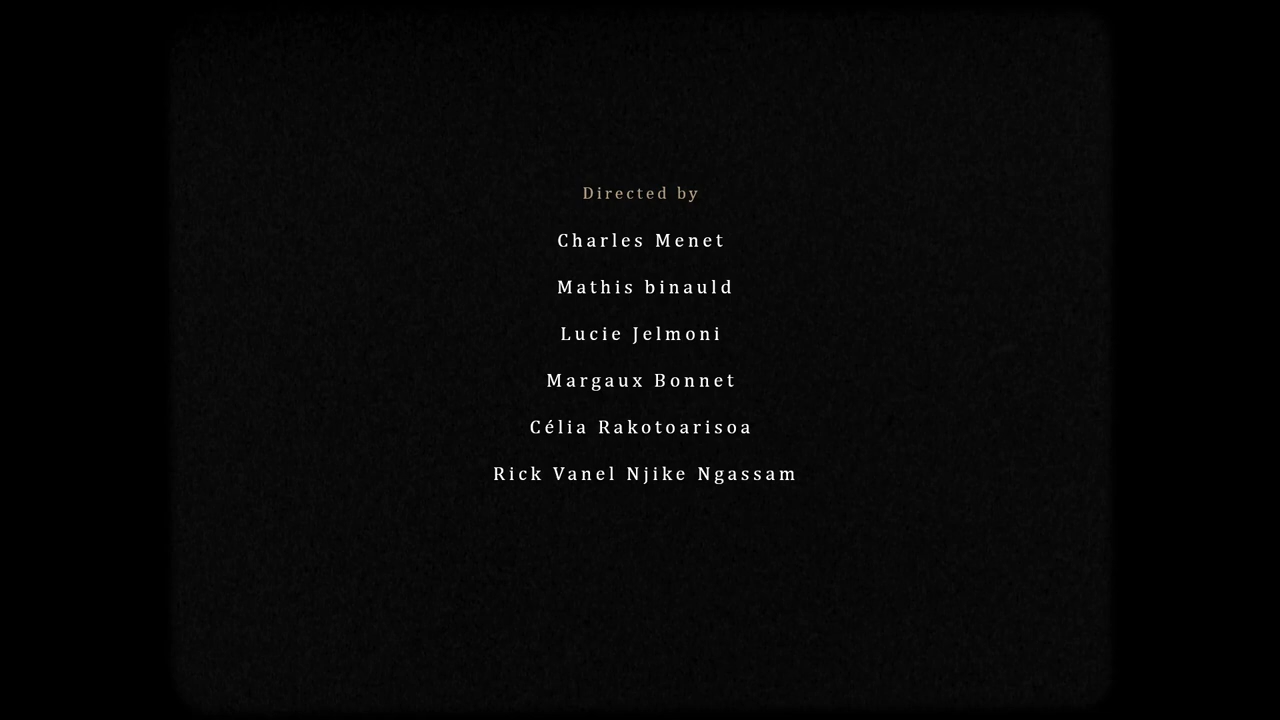 Directed by
Charles Menet
Mathis binauld
Lucie Jelmoni
Margaux Bonnet
Célia Rakotoarisoa
Rick Vanel Njike Ngassam